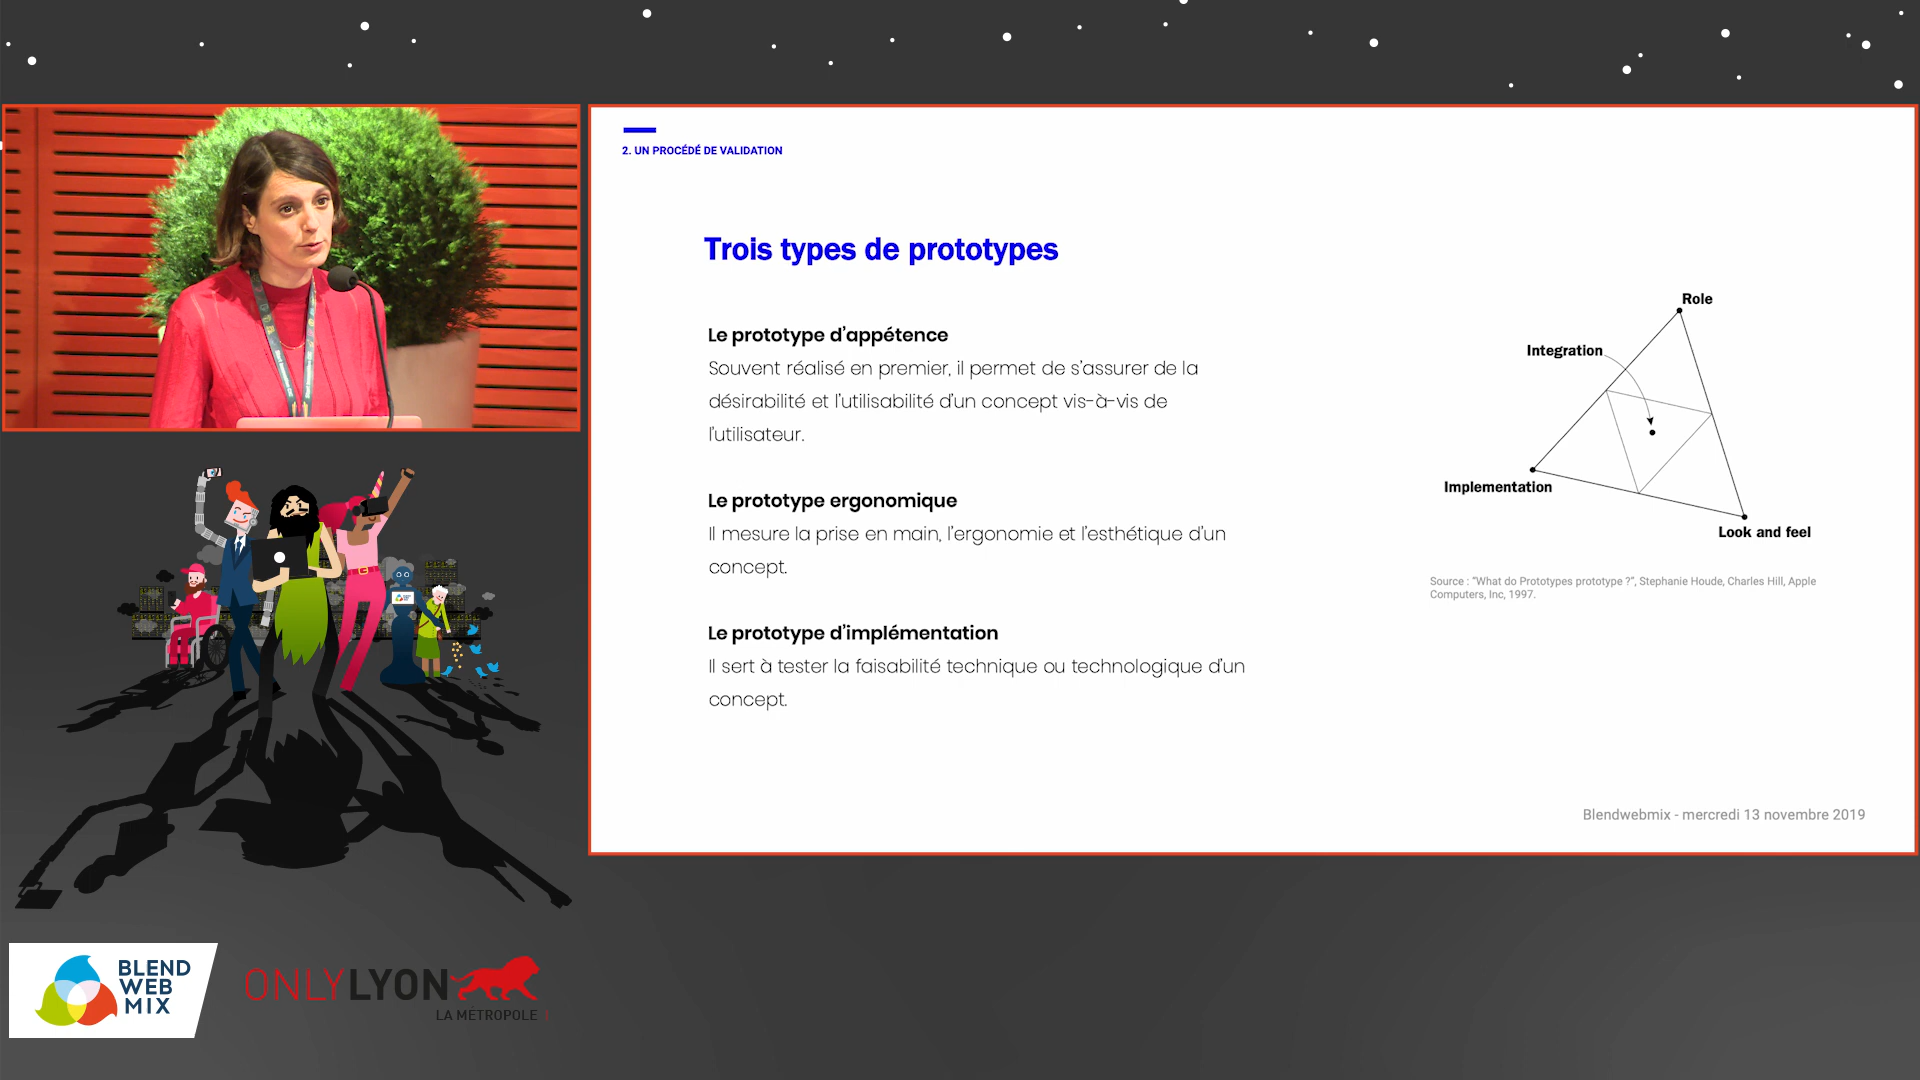 2. UN PROCÉDÉ DE VALIDATION
Trois types de prototypes
Le prototype d'appétence
Souvent réalisé en premier, il permet de s'assurer de la
désirabilité et l'utilisabilité d'un concept vis-à-vis de
l'utilisateur.
Le prototype ergonomique
Il mesure la prise en main, l'ergonomie et l'esthétique d'un
concept.
Le prototype d'implémentation
Il sert à tester la faisabilité technique ou technologique d'un
concept.
Role
Integration
Implementation
Look and feel
Source : "What do Prototypes prototype ?", Stephanie Houde, Charles Hill, Apple
Computers, Inc, 1997.
Blendwebmix - mercredi 13 novembre 2019
BLEND
WEB
MIX
ONLYLYON
LA MÉTROPOLE